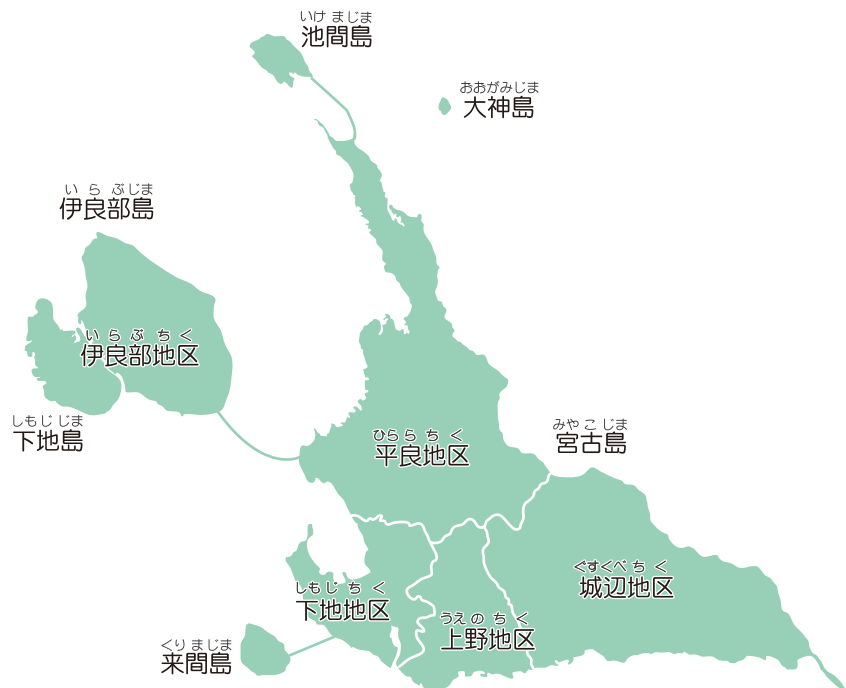 いけ まじま
池間島
おおがみじま
大神島
い ら ぶじま
伊良部島
い ら ぶ ち く
伊良部地区
しもじ じま
下地島
ひらら ち く
平良地区
みや こ じま
宮古島
ぐすくべ ち く
城辺地区
しもじ ち く
下地地区
うえ の ち く
上野地区
くり まじま
来間島